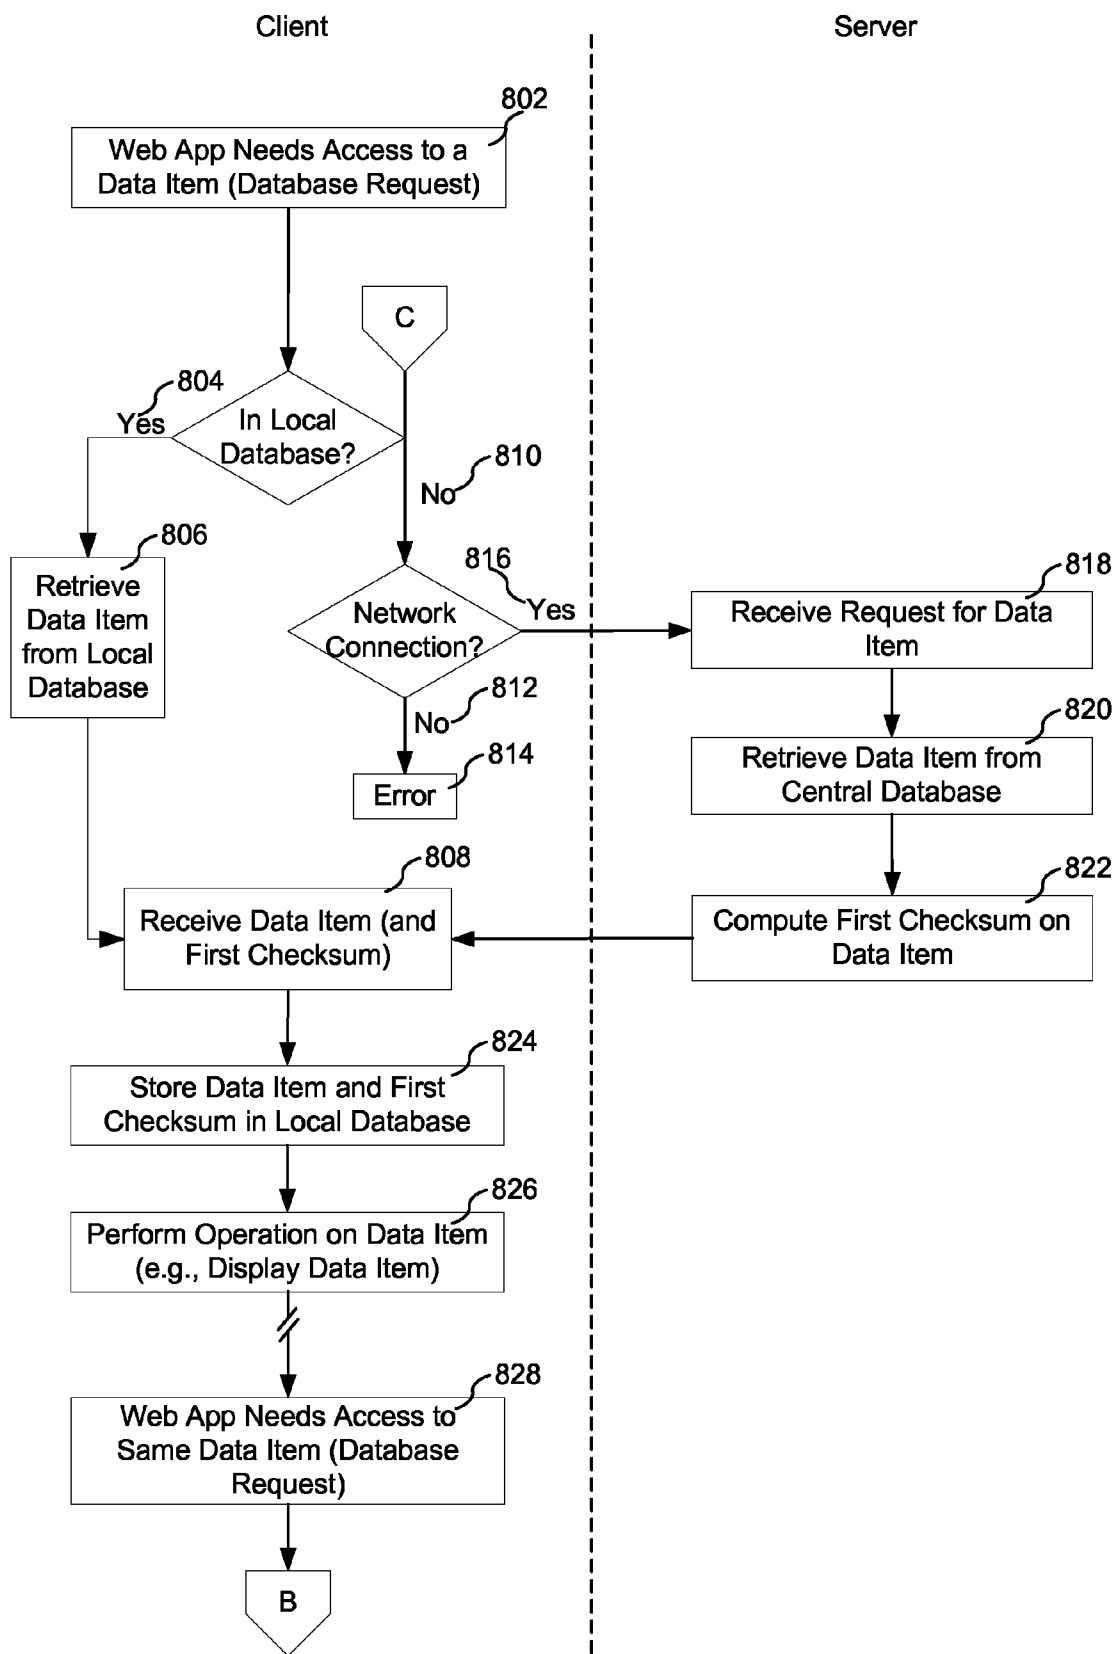 Client
Server
802
Web App Needs Access to a
Data Item (Database Request)
C
804
Yes
In Local
Database?
810
No
806
Retrieve
Data Item
from Local
Database
816
Yes
Network
Connection?
812
No
814
Error
818
Receive Request for Data
Item
820
Retrieve Data Item from
Central Database
822
Compute First Checksum on
Data Item
808
Receive Data Item (and
First Checksum)
824
Store Data Item and First
Checksum in Local Database
826
Perform Operation on Data Item
(e.g., Display Data Item)
828
Web App Needs Access to
Same Data Item (Database
Request)
B